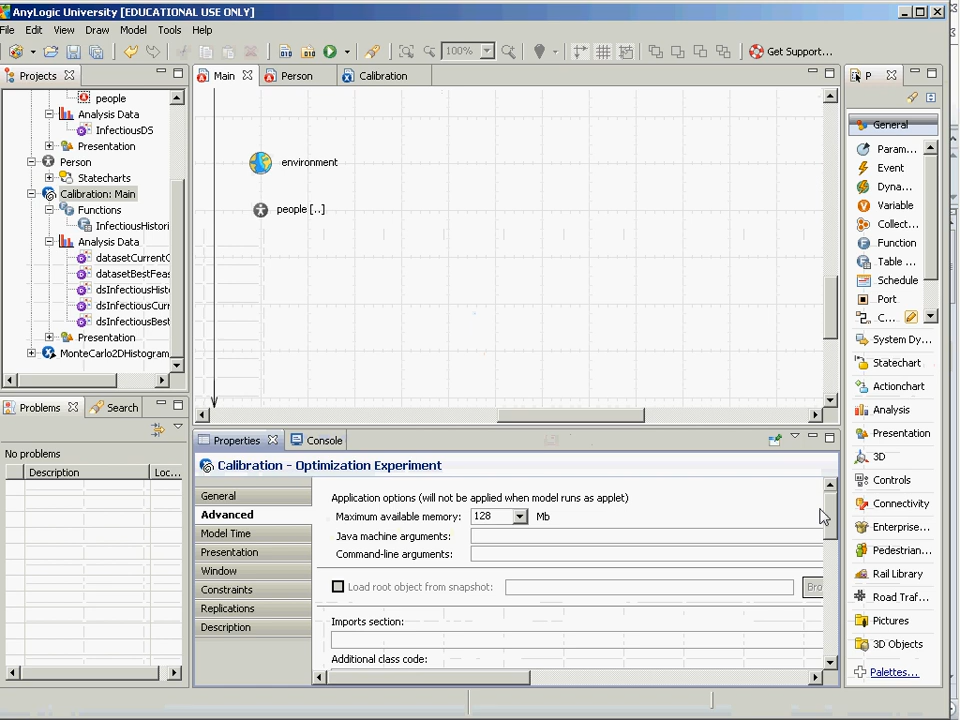 AnyLogic University [EDUCATIONAL USE ONLY]
File Edit View Draw Model Tools Help
100% Get Support...
Projects
people
Analysis Data
InfectiousDS
Presentation
Person
Statecharts
Calibration: Main
Functions
InfectiousHistori
Analysis Data
datasetCurrentC
datasetBestFeas
dsInfectiousHist
dsInfectiousCurr
dsInfectiousBest
Presentation
MonteCarlo2DHistogram
Problems Search
No problems
Description Loc...
Main Person Calibration
environment
people [..]
Properties Console
Calibration - Optimization Experiment
General
Advanced
Model Time
Presentation
Window
Constraints
Replications
Description
Application options (will not be applied when model runs as applet)
Maximum available memory: 128 Mb
Java machine arguments:
Command-line arguments:
Load root object from snapshot: Bro
Imports section:
Additional class code:
P
General
Param...
Event
Dyna...
Variable
Collect...
Function
Table ...
Schedule
Port
C...
System Dy...
Statechart
Actionchart
Analysis
Presentation
3D
Controls
Connectivity
Enterprise...
Pedestrian...
Rail Library
Road Traf...
Pictures
3D Objects
Palettes...